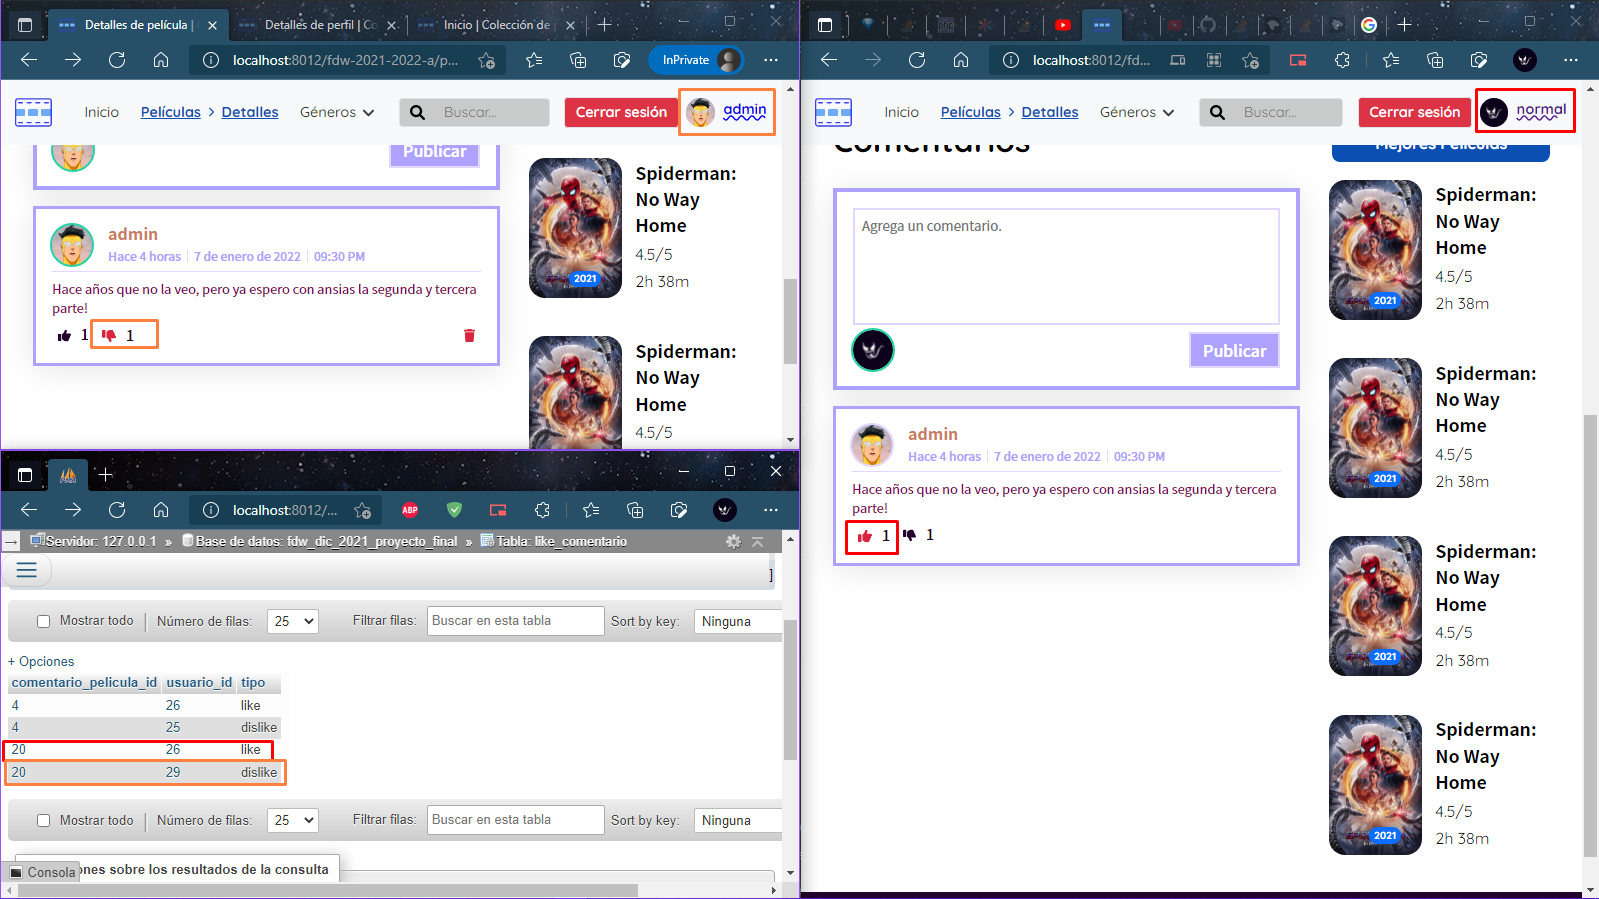 Detalles de película |
Detalles de perfil | Co
Inicio | Colección de
localhost:8012/fdw-2021-2022-a/p...
InPrivate
Inicio
Películas > Detalles
Géneros
Buscar...
Cerrar sesión
admin
Publicar
admin
Hace 4 horas | 7 de enero de 2022 | 09:30 PM
Hace años que no la veo, pero ya espero con ansias la segunda y tercera
parte!
1
1
Spiderman:
No Way
Home
4.5/5
2h 38m
2021
Spiderman:
No Way
Home
4.5/5
localhost:8012/...
ABP
Servidor: 127.0.0.1 » Base de datos: fdw_dic_2021_proyecto_final » Tabla: like_comentario
]
Mostrar todo
Número de filas:
25
Filtrar filas:
Buscar en esta tabla
Sort by key:
Ninguna
+ Opciones
comentario_pelicula_id usuario_id tipo
4 26 like
4 25 dislike
20 26 like
20 29 dislike
Mostrar todo
Número de filas:
25
Filtrar filas:
Buscar en esta tabla
Sort by key:
Ninguna
ones sobre los resultados de la consulta
Consola
php
localhost:8012/fd...
Inicio
Películas > Detalles
Géneros
Buscar...
Cerrar sesión
normal
Comentarios
Mejores Películas
Agrega un comentario.
Publicar
admin
Hace 4 horas | 7 de enero de 2022 | 09:30 PM
Hace años que no la veo, pero ya espero con ansias la segunda y tercera
parte!
1
1
Spiderman:
No Way
Home
4.5/5
2h 38m
2021
Spiderman:
No Way
Home
4.5/5
2h 38m
2021
Spiderman:
No Way
Home
4.5/5
2h 38m
2021
Spiderman:
No Way
Home
4.5/5
2h 38m
2021